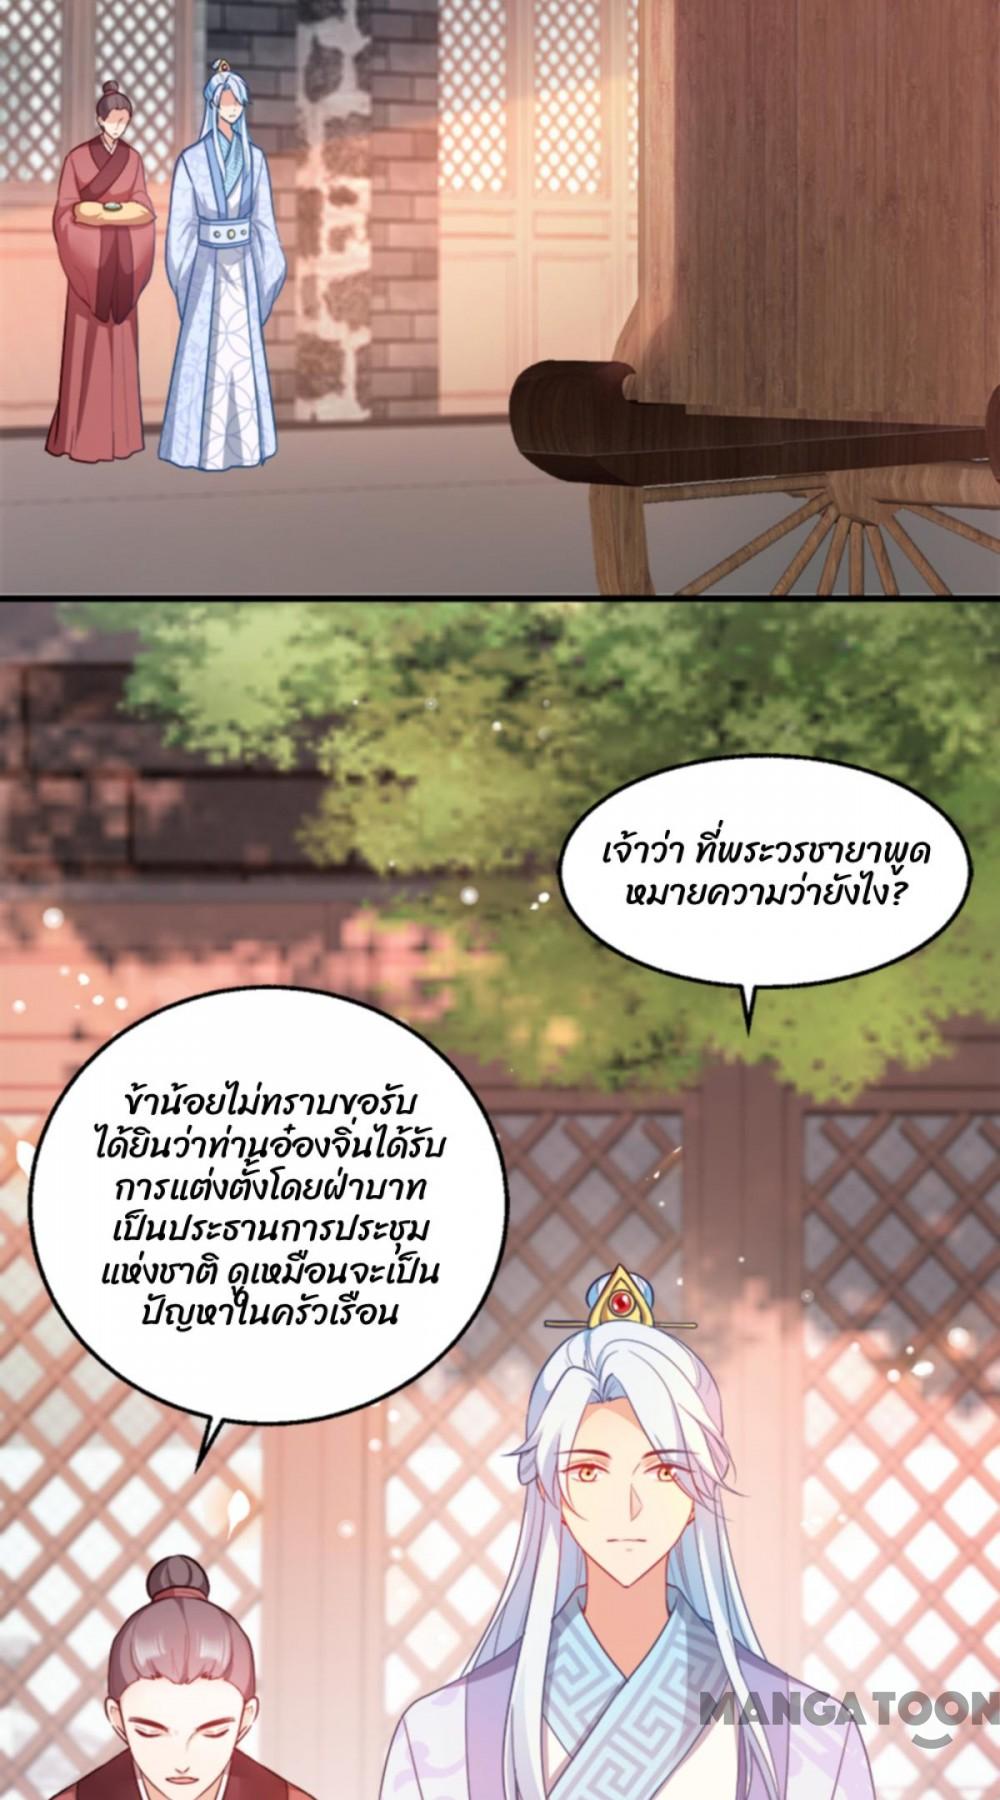 เจ้าว่า ที่พระวรชายาพูด
หมายความว่ายังไง?
ข้าน้อยไม่ทราบขอรับ
ได้ยินว่าท่านอ๋องจิ่นได้รับ
การแต่งตั้งโดยฝ่าบาท
เป็นประธานการประชุม
แห่งชาติ ดูเหมือนจะเป็น
ปัญหาในครัวเรือน
MANGATOON